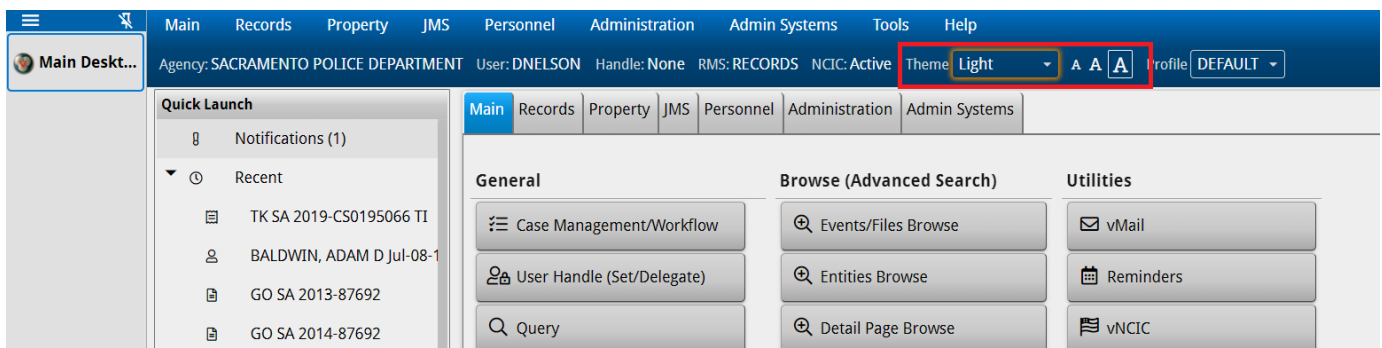 Main Records Property JMS Personnel Administration Admin Systems Tools Help
Main Deskt...
Agency: SACRAMENTO POLICE DEPARTMENT User: DNELSON Handle: None RMS: RECORDS NCIC: Active Theme Light A A A Profile DEFAULT
Quick Launch
Notifications (1)
Recent
TK SA 2019-CS0195066 TI
BALDWIN, ADAM D Jul-08-1
GO SA 2013-87692
GO SA 2014-87692
Main Records Property JMS Personnel Administration Admin Systems
General
Case Management/Workflow
User Handle (Set/Delegate)
Query
Browse (Advanced Search)
Events/Files Browse
Entities Browse
Detail Page Browse
Utilities
vMail
Reminders
vNCIC